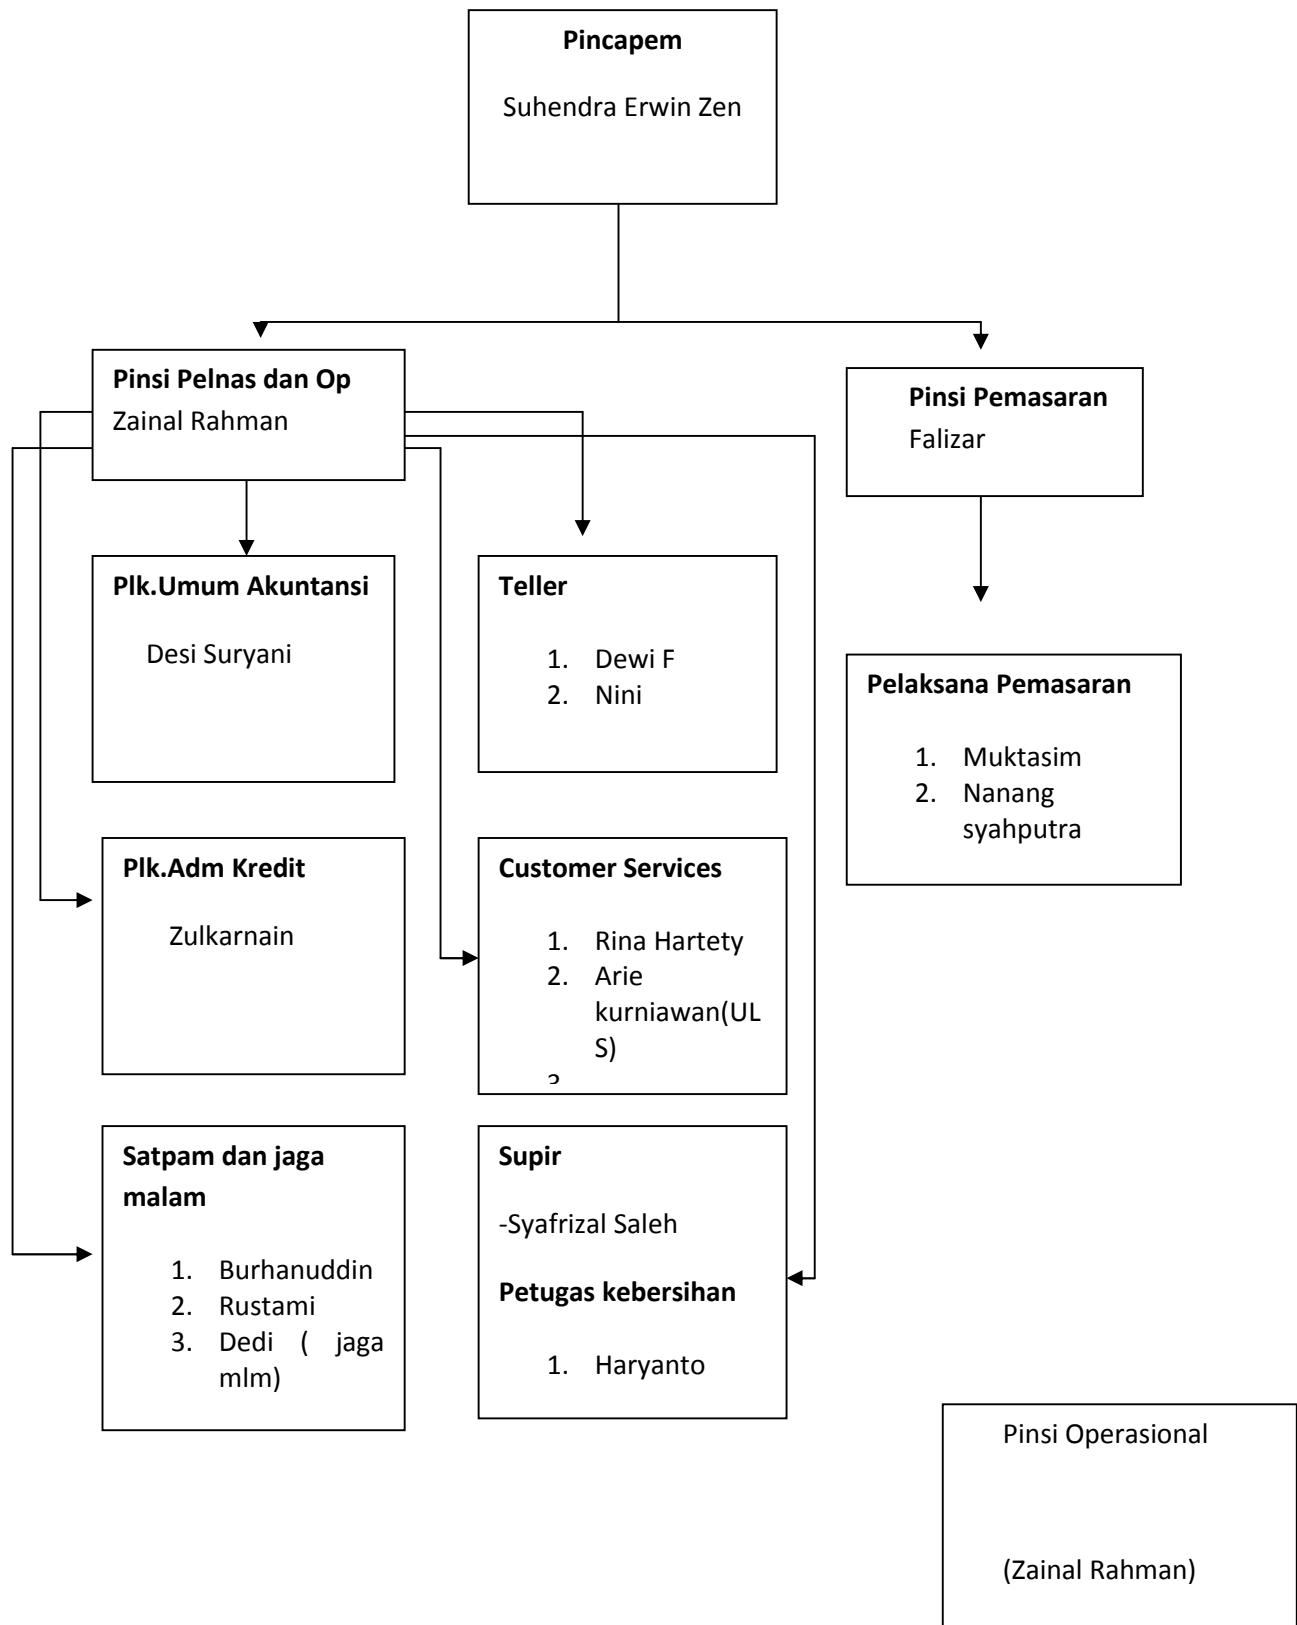 Pincapem
Suhendra Erwin Zen
Pinsi Pelnas dan Op
Zainal Rahman
Pinsi Pemasaran
Falizar
Plk.Umum Akuntansi
Desi Suryani
Teller
1. Dewi F
2. Nini
Pelaksana Pemasaran
1. Muktasim
2. Nanang
syahputra
Plk.Adm Kredit
Zulkarnain
Customer Services
1. Rina Hartety
2. Arie
kurniawan(UL
S)
Satpam dan jaga
malam
1. Burhanuddin
2. Rustami
3. Dedi ( jaga
mlm)
Supir
-Syafrizal Saleh
Petugas kebersihan
1. Haryanto
Pinsi Operasional
(Zainal Rahman)